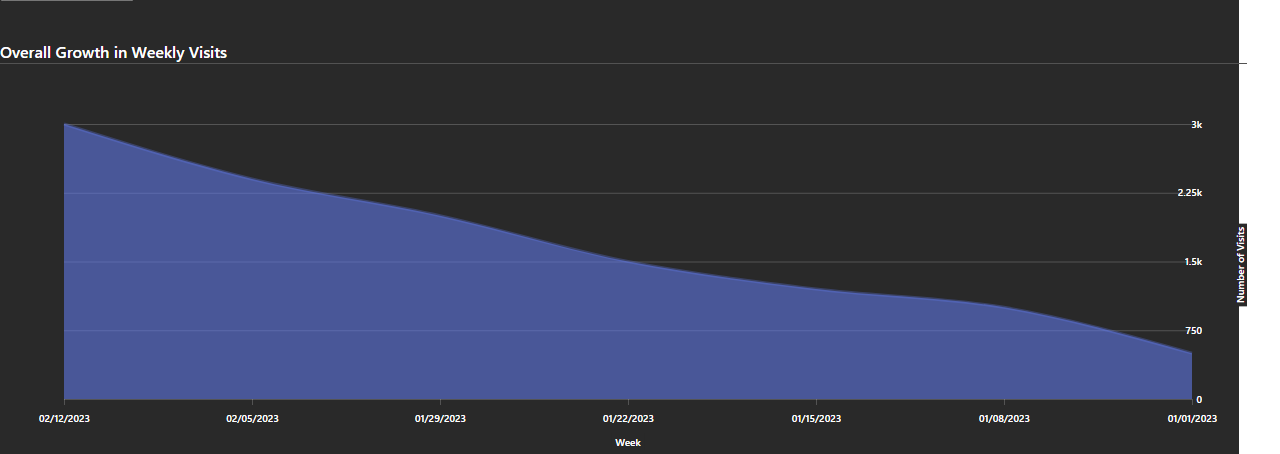 Overall Growth in Weekly Visits
3k
2.25k
1.5k
750
0
Number of Visits
02/12/2023 02/05/2023 01/29/2023 01/22/2023 01/15/2023 01/08/2023 01/01/2023
Week